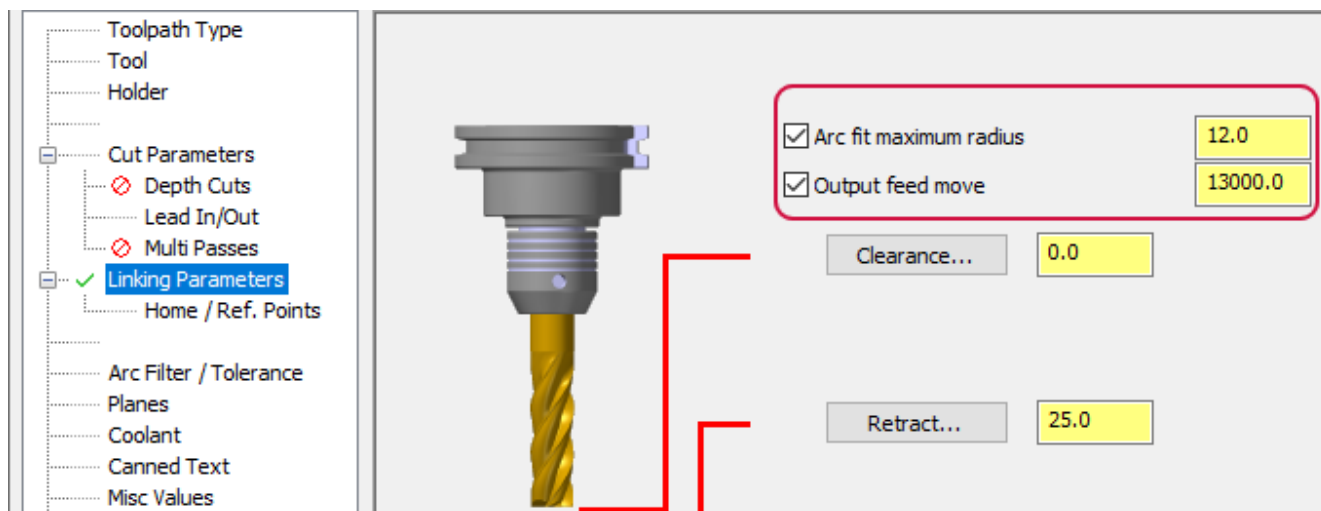 Toolpath Type
Tool
Holder
Cut Parameters
Depth Cuts
Lead In/Out
Multi Passes
Linking Parameters
Home / Ref. Points
Arc Filter / Tolerance
Planes
Coolant
Canned Text
Misc Values
Arc fit maximum radius 12.0
Output feed move 13000.0
Clearance... 0.0
Retract... 25.0